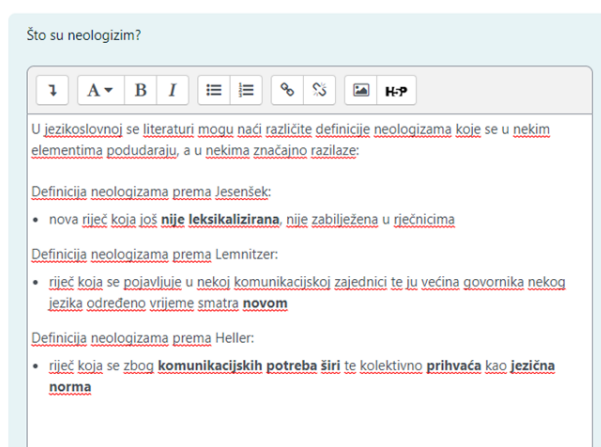 Što su neologizim?
A B I H-P
U jezikoslovnoj se literaturi mogu naći različite definicije neologizama koje se u nekim
elementima podudaraju, a u nekima značajno razilaze:
Definicija neologizama prema Jesenšek:
• nova riječ koja još nije leksikalizirana, nije zabilježena u rječnicima
Definicija neologizama prema Lemnitzer:
• riječ koja se pojavljuje u nekoj komunikacijskoj zajednici te ju većina govornika nekog
jezika određeno vrijeme smatra novom
Definicija neologizama prema Heller:
• riječ koja se zbog komunikacijskih potreba širi te kolektivno prihvaća kao jezična
norma